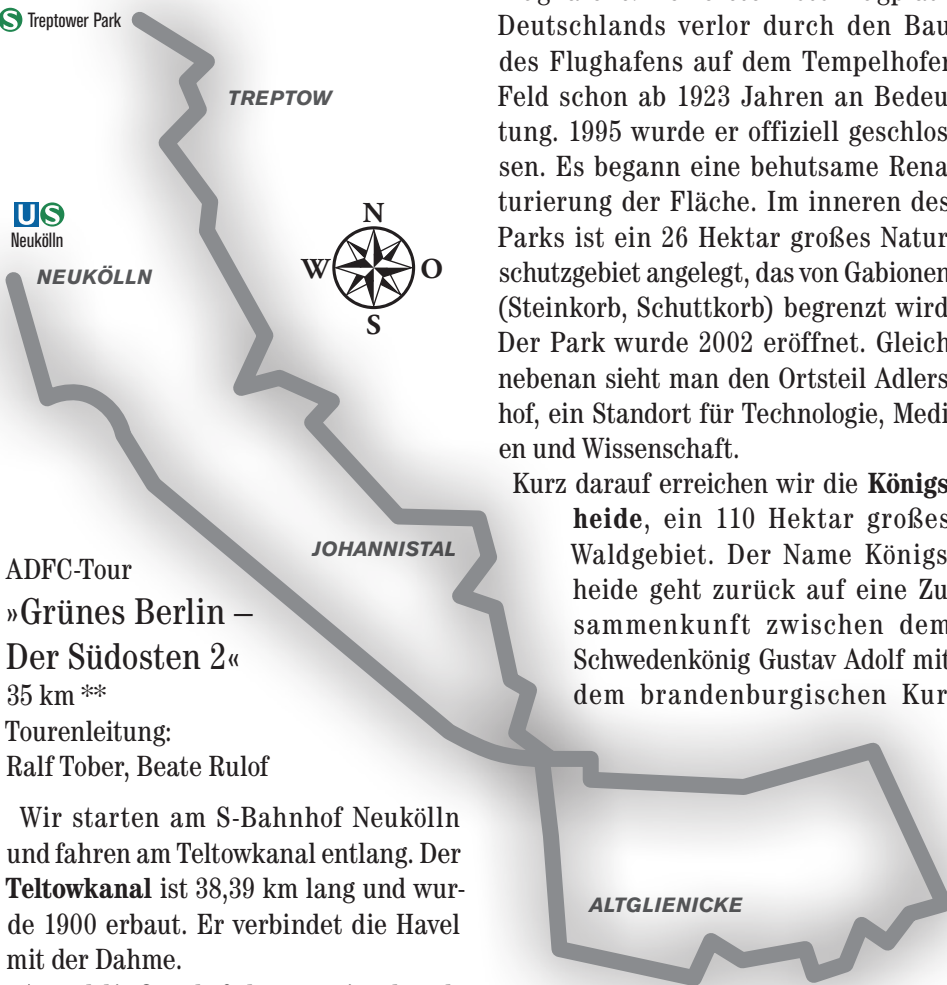 Treptower Park
TREPTOW
U S
Neukölln
NEUKÖLLN
N
W O
S
JOHANNISTAL
ALTGLIENICKE
ADFC-Tour
»Grünes Berlin –
Der Südosten 2«
35 km **
Tourenleitung:
Ralf Tober, Beate Rulof
Wir starten am S-Bahnhof Neukölln
und fahren am Teltowkanal entlang. Der
Teltowkanal ist 38,39 km lang und wur-
de 1900 erbaut. Er verbindet die Havel
mit der Dahme.
Deutschlands verlor durch den Bau
des Flughafens auf dem Tempelhofer
Feld schon ab 1923 Jahren an Bedeu
tung. 1995 wurde er offiziell geschlos
sen. Es begann eine behutsame Rena
turierung der Fläche. Im inneren des
Parks ist ein 26 Hektar großes Natur
schutzgebiet angelegt, das von Gabionen
(Steinkorb, Schuttkorb) begrenzt wird
Der Park wurde 2002 eröffnet. Gleich
nebenan sieht man den Ortsteil Adlers
hof, ein Standort für Technologie, Medi
en und Wissenschaft.
Kurz darauf erreichen wir die Königs
heide, ein 110 Hektar großes
Waldgebiet. Der Name Königs
heide geht zurück auf eine Zu
sammenkunft zwischen dem
Schwedenkönig Gustav Adolf mit
dem brandenburgischen Kur